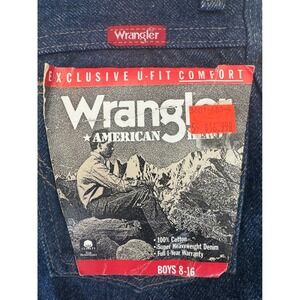 Wrangler
EXCLUSIVE U-FIT COMFORT
Wrangler
★AMERICAN
• 100% Cotton
• Super Heavyweight Denim
• Full 1-Year Warranty
BOYS 8-16